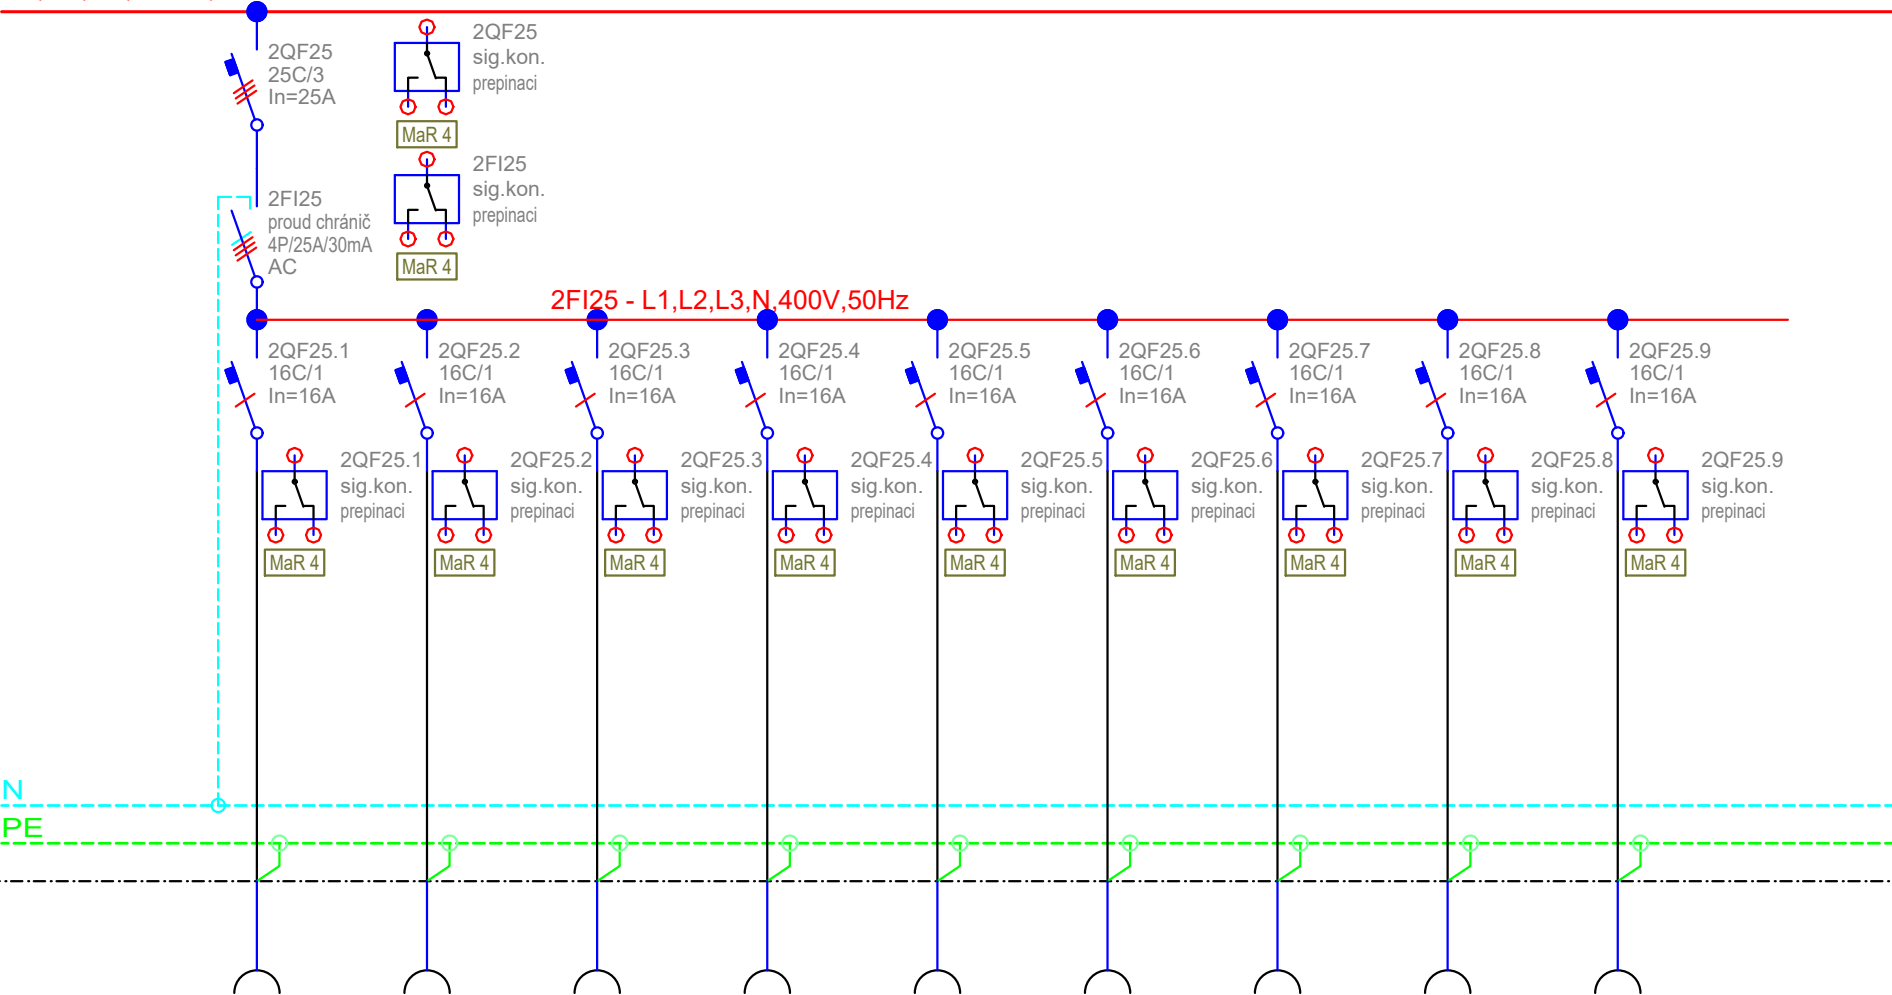 2QF25
25C/3
In=25A
2QF25
sig.kon.
prepinaci
MaR 4
2FI25
proud chránič
4P/25A/30mA
AC
2FI25
sig.kon.
prepinaci
MaR 4
2FI25 - L1,L2,L3,N,400V,50Hz
2QF25.1
16C/1
In=16A
2QF25.2
16C/1
In=16A
2QF25.3
16C/1
In=16A
2QF25.4
16C/1
In=16A
2QF25.5
16C/1
In=16A
2QF25.6
16C/1
In=16A
2QF25.7
16C/1
In=16A
2QF25.8
16C/1
In=16A
2QF25.9
16C/1
In=16A
2QF25.1
sig.kon.
prepinaci
MaR 4
2QF25.2
sig.kon.
prepinaci
MaR 4
2QF25.3
sig.kon.
prepinaci
MaR 4
2QF25.4
sig.kon.
prepinaci
MaR 4
2QF25.5
sig.kon.
prepinaci
MaR 4
2QF25.6
sig.kon.
prepinaci
MaR 4
2QF25.7
sig.kon.
prepinaci
MaR 4
2QF25.8
sig.kon.
prepinaci
MaR 4
2QF25.9
sig.kon.
prepinaci
MaR 4
N
PE